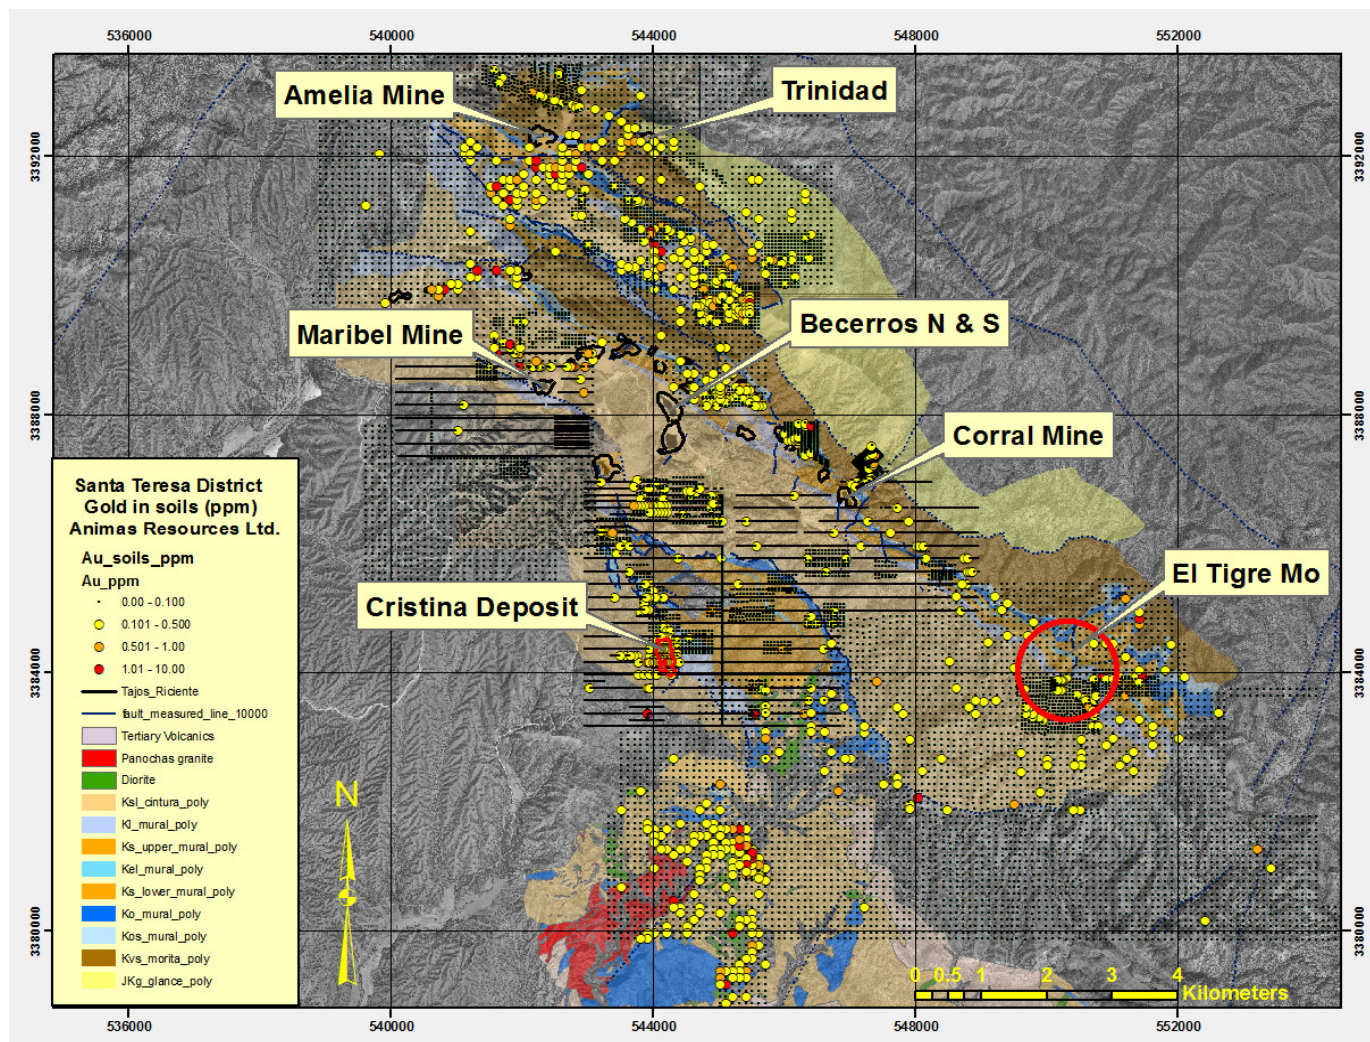 536000 540000 544000 548000 552000
Amelia Mine
Trinidad
3392000 3392000
Maribel Mine
Becerros N & S
3388000 3388000
Corral Mine
Santa Teresa District
Gold in soils (ppm)
Animas Resources Ltd.
Au_soils_ppm
Au_ppm
0.00 - 0.100
0.101 - 0.500
0.501 - 1.00
1.01 - 10.00
Tajos_Riciente
fault_measured_line_10000
Tertiary Volcanics
Panochas granite
Diorite
Ksl_cintura_poly
Kl_mural_poly
Ks_upper_mural_poly
Kel_mural_poly
Ks_lower_mural_poly
Ko_mural_poly
Kos_mural_poly
Kvs_morita_poly
JKg_glance_poly
El Tigre Mo
Cristina Deposit
3384000 3384000
N
3380000 3380000
0 0.5 1 2 3 4
Kilometers
536000 540000 544000 548000 552000